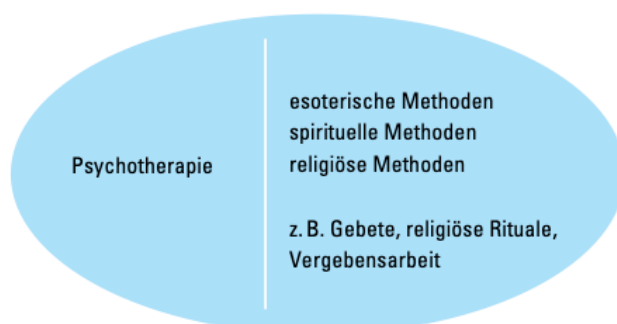 Psychotherapie
esoterische Methoden
spirituelle Methoden
religiöse Methoden
z. B. Gebete, religiöse Rituale,
Vergebensarbeit